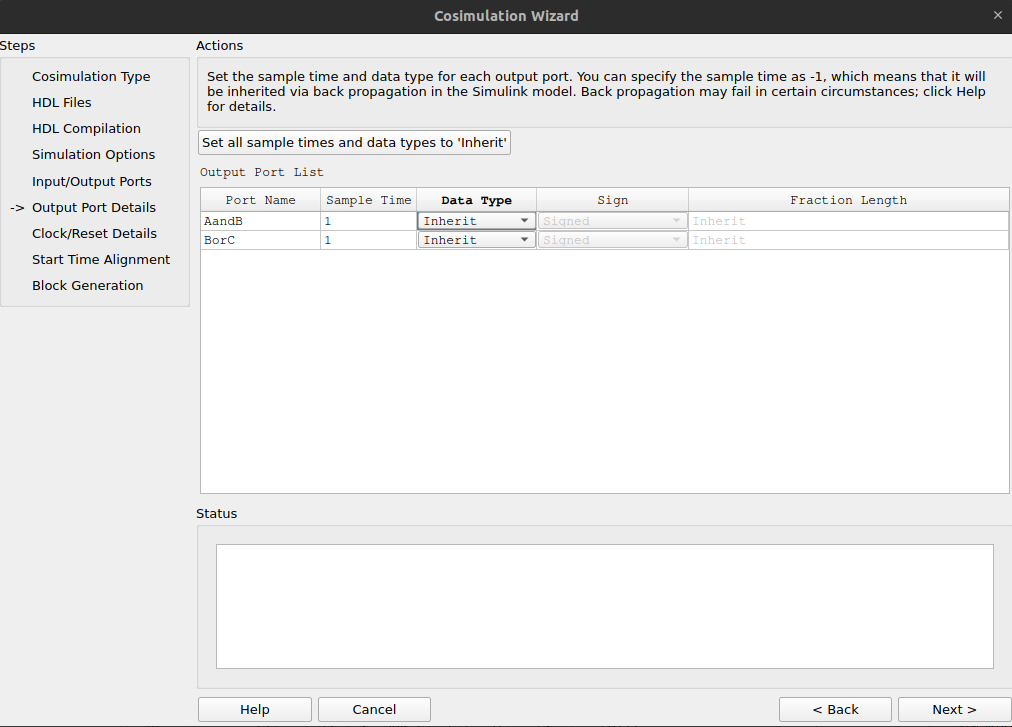 Cosimulation Wizard
×
Steps
Cosimulation Type
HDL Files
HDL Compilation
Simulation Options
Input/Output Ports
-> Output Port Details
Clock/Reset Details
Start Time Alignment
Block Generation
Actions
Set the sample time and data type for each output port. You can specify the sample time as -1, which means that it will
be inherited via back propagation in the Simulink model. Back propagation may fail in certain circumstances; click Help
for details.
Set all sample times and data types to 'Inherit'
Output Port List
Port Name Sample Time Data Type Sign Fraction Length
AandB 1 Inherit Signed Inherit
BorC 1 Inherit Signed Inherit
Status
Help Cancel < Back Next >